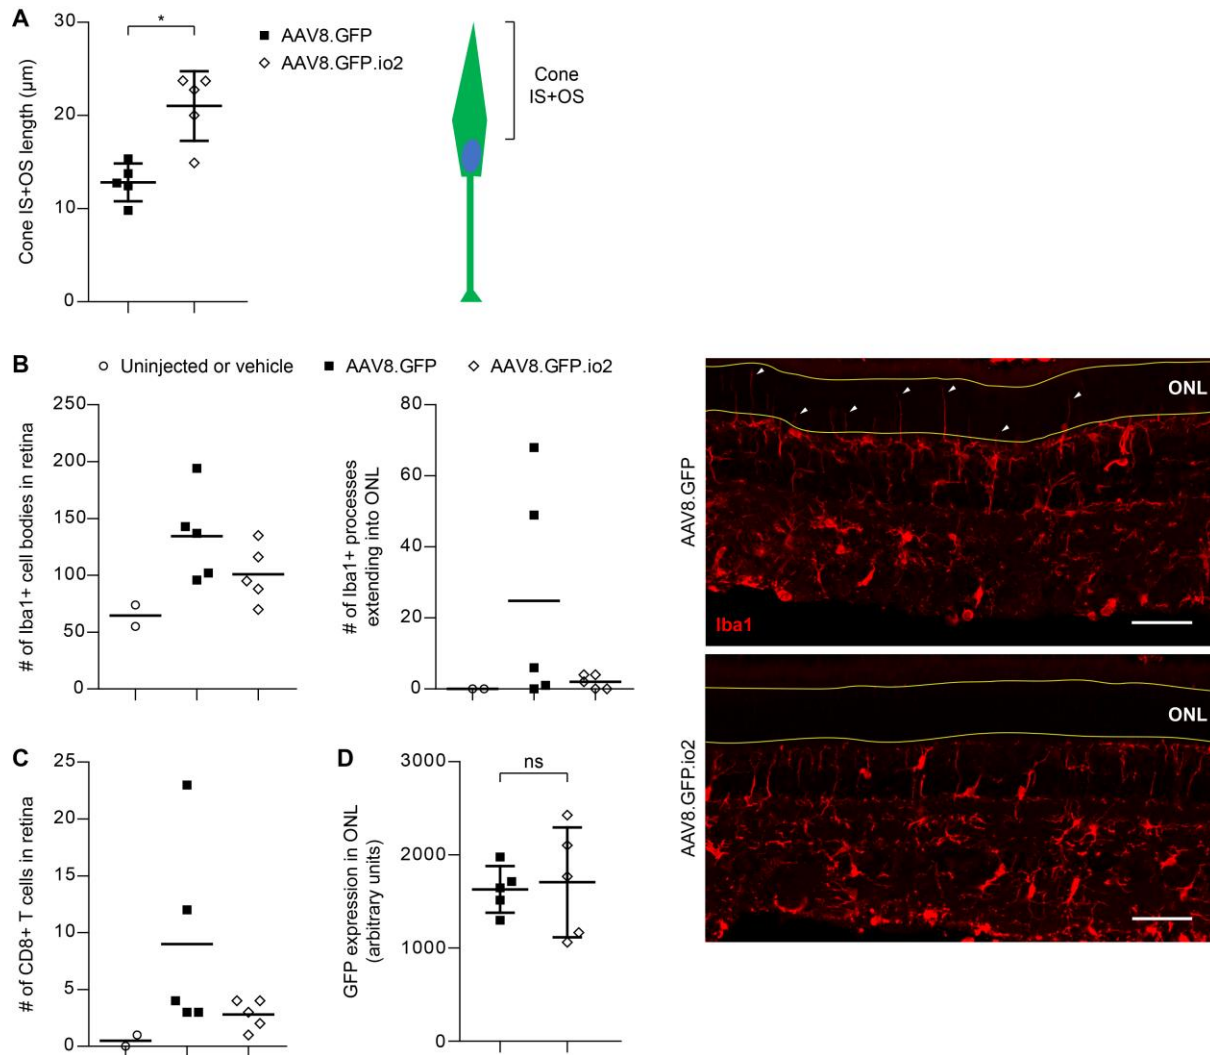 A
30
20
10
0
Cone IS+OS length (µm)
*
AAV8.GFP
AAV8.GFP.io2
Cone
IS+OS
B
Uninjected or vehicle
AAV8.GFP
AAV8.GFP.io2
250
200
150
100
50
0
# of Iba1+ cell bodies in retina
80
60
40
20
0
# of Iba1+ processes
extending into ONL
AAV8.GFP
ONL
Iba1
AAV8.GFP.io2
ONL
C
25
20
15
10
5
0
# of CD8+ T cells in retina
D
3000
2000
1000
0
GFP expression in ONL
(arbitrary units)
ns